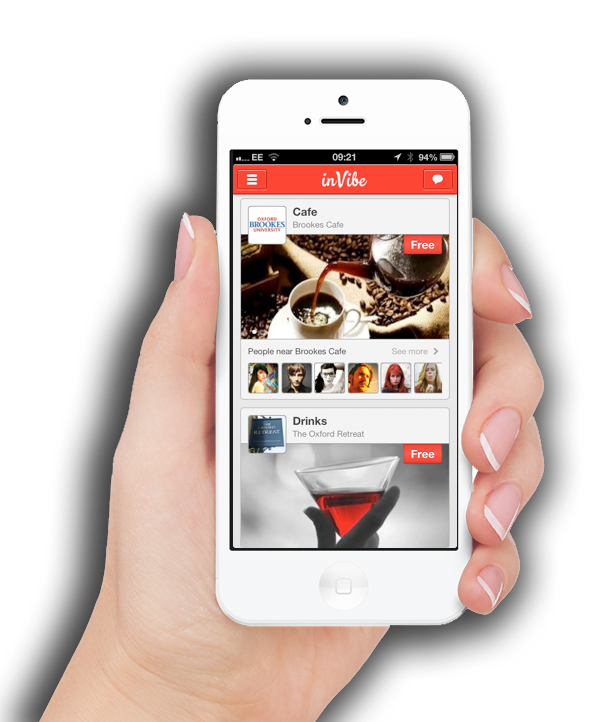 EE 09:21 94%
inVibe
OXFORD
BROOKES
UNIVERSITY
Cafe
Brookes Cafe
Free
People near Brookes Cafe
See more
THE
RETREAT
Drinks
The Oxford Retreat
Free